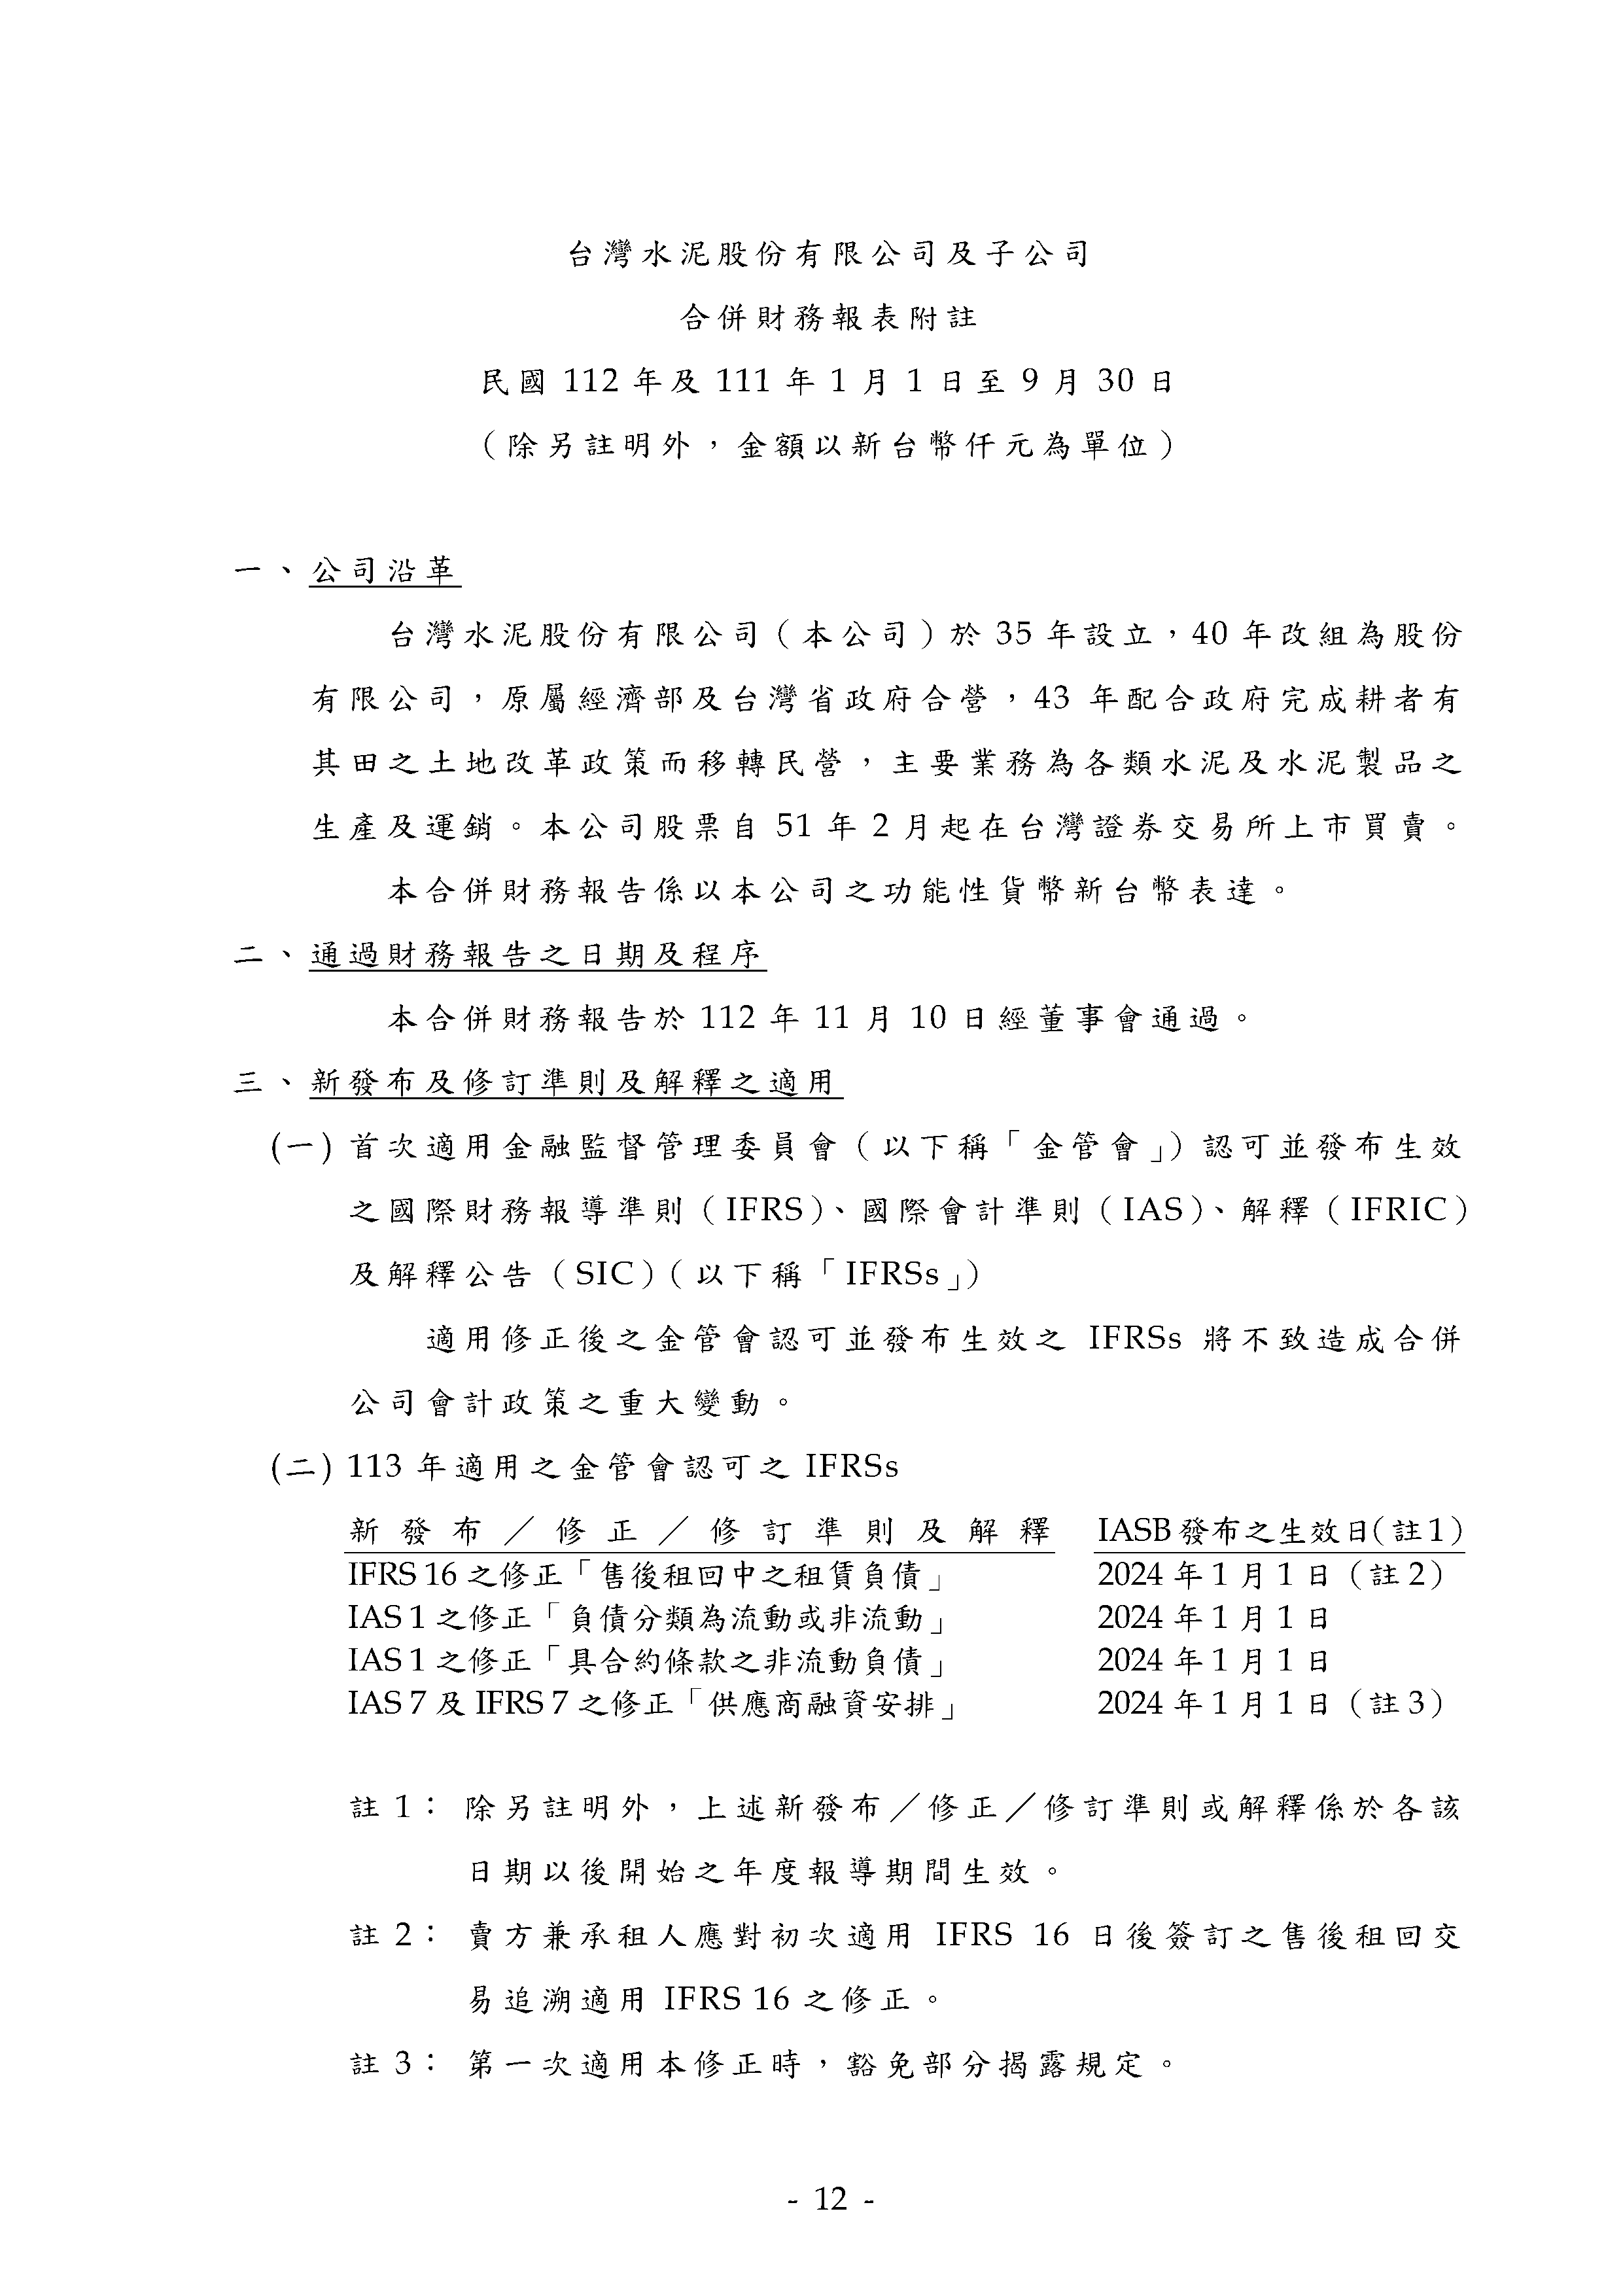 台灣水泥股份有限公司及子公司
合併財務報表附註
民國 112 年及 111 年 1 月 1 日至 9 月 30 日
（除另註明外，金額以新台幣仟元為單位）
一、公司沿革
台灣水泥股份有限公司（本公司）於 35 年設立，40 年改組為股份
有限公司，原屬經濟部及台灣省政府合營，43 年配合政府完成耕者有
其田之土地改革政策而移轉民營，主要業務為各類水泥及水泥製品之
生產及運銷。本公司股票自 51 年 2 月起在台灣證券交易所上市買賣。
本合併財務報告係以本公司之功能性貨幣新台幣表達。
二、通過財務報告之日期及程序
本合併財務報告於 112 年 11 月 10 日經董事會通過。
三、新發布及修訂準則及解釋之適用
(一) 首次適用金融監督管理委員會（以下稱「金管會」）認可並發布生效
之國際財務報導準則（IFRS）、國際會計準則（IAS）、解釋（IFRIC）
及解釋公告（SIC）（以下稱「IFRSs」）
適用修正後之金管會認可並發布生效之 IFRSs 將不致造成合併
公司會計政策之重大變動。
(二) 113 年適用之金管會認可之 IFRSs
新發布／修正／修訂準則及解釋 IASB 發布之生效日（註 1）
IFRS 16 之修正「售後租回中之租賃負債」 2024 年 1 月 1 日（註 2）
IAS 1 之修正「負債分類為流動或非流動」 2024 年 1 月 1 日
IAS 1 之修正「具合約條款之非流動負債」 2024 年 1 月 1 日
IAS 7 及 IFRS 7 之修正「供應商融資安排」 2024 年 1 月 1 日（註 3）
註 1： 除另註明外，上述新發布／修正／修訂準則或解釋係於各該
日期以後開始之年度報導期間生效。
註 2： 賣方兼承租人應對初次適用 IFRS 16 日後簽訂之售後租回交
易追溯適用 IFRS 16 之修正。
註 3： 第一次適用本修正時，豁免部分揭露規定。
- 12 -